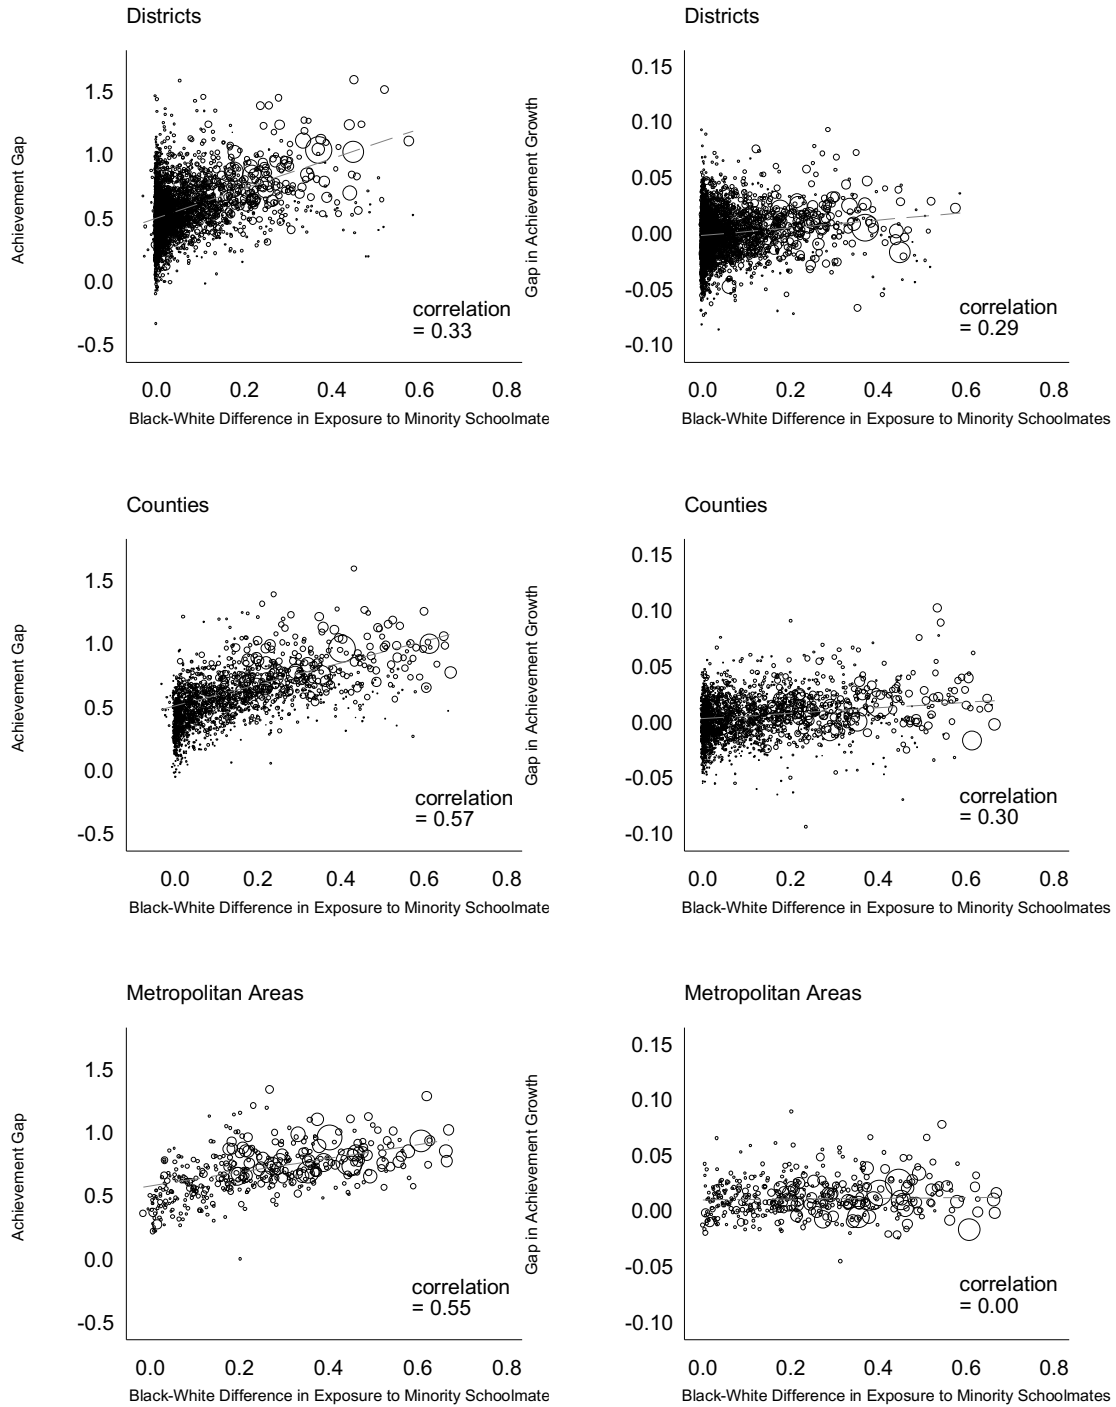 Districts
1.5
1.0
0.5
0.0
-0.5
Achievement Gap
correlation
= 0.33
0.0 0.2 0.4 0.6 0.8
Black-White Difference in Exposure to Minority Schoolmate
Districts
0.15
0.10
0.05
0.00
-0.05
-0.10
Gap in Achievement Growth
correlation
= 0.29
0.0 0.2 0.4 0.6 0.8
Black-White Difference in Exposure to Minority Schoolmates
Counties
1.5
1.0
0.5
0.0
-0.5
Achievement Gap
correlation
= 0.57
0.0 0.2 0.4 0.6 0.8
Black-White Difference in Exposure to Minority Schoolmate
Counties
0.15
0.10
0.05
0.00
-0.05
-0.10
Gap in Achievement Growth
correlation
= 0.30
0.0 0.2 0.4 0.6 0.8
Black-White Difference in Exposure to Minority Schoolmates
Metropolitan Areas
1.5
1.0
0.5
0.0
-0.5
Achievement Gap
correlation
= 0.55
0.0 0.2 0.4 0.6 0.8
Black-White Difference in Exposure to Minority Schoolmate
Metropolitan Areas
0.15
0.10
0.05
0.00
-0.05
-0.10
Gap in Achievement Growth
correlation
= 0.00
0.0 0.2 0.4 0.6 0.8
Black-White Difference in Exposure to Minority Schoolmates